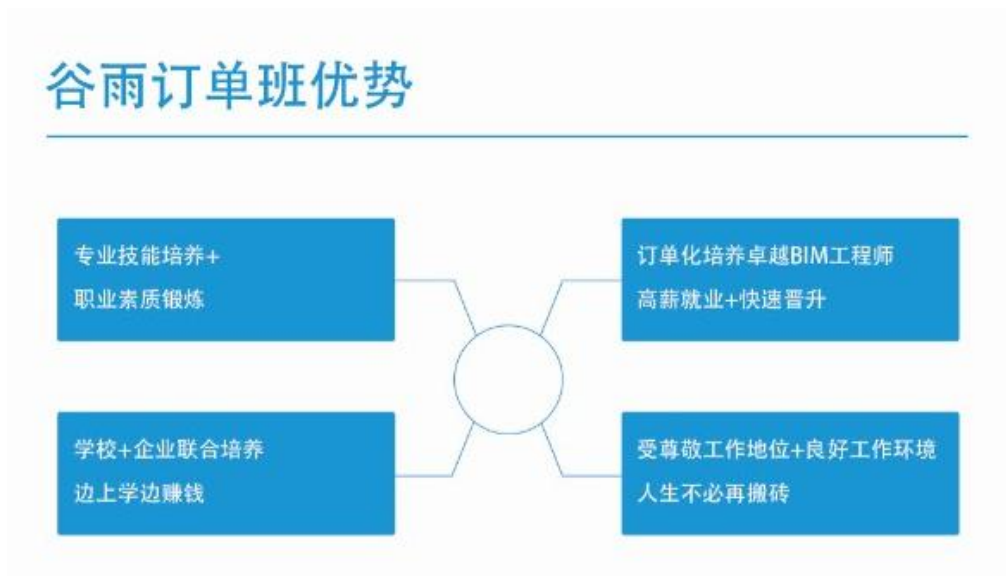 谷雨订单班优势
专业技能培养+
职业素质锻炼
订单化培养卓越BIM工程师
高薪就业+快速晋升
学校+企业联合培养
边上学边赚钱
受尊敬工作地位+良好工作环境
人生不必再搬砖